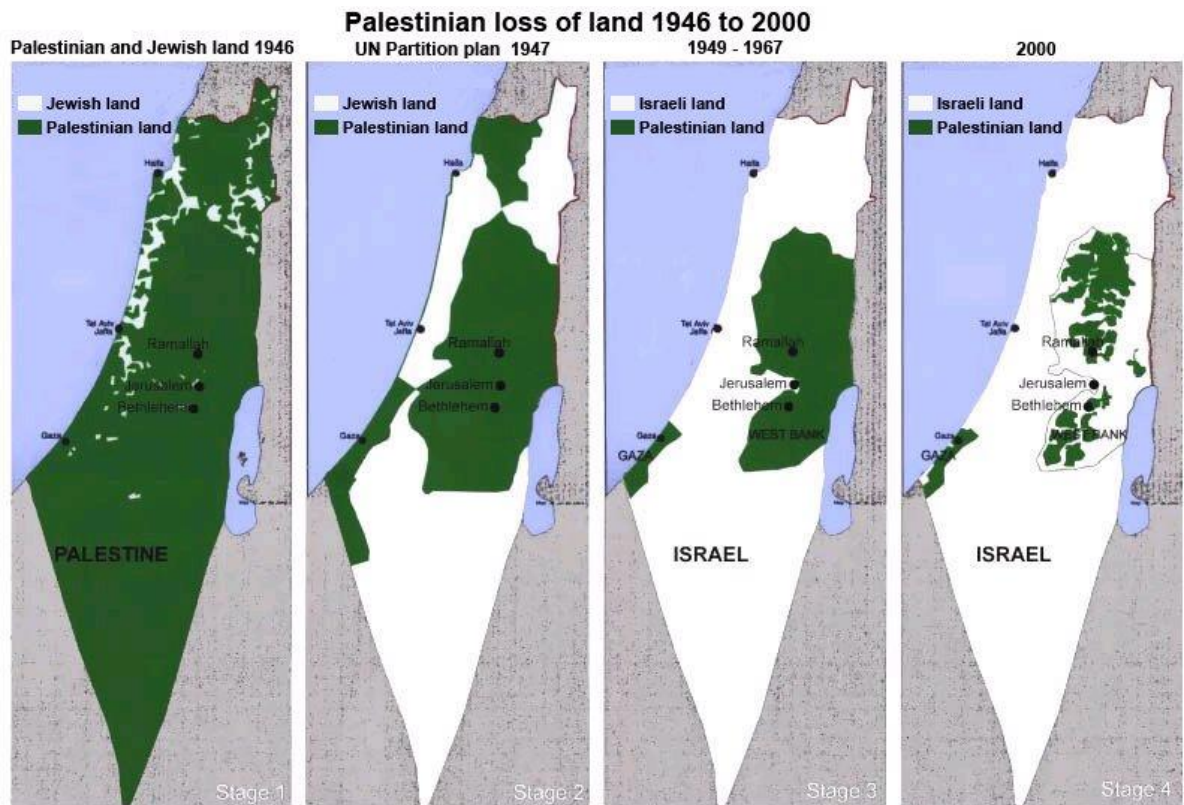 Palestinian loss of land 1946 to 2000
Palestinian and Jewish land 1946
Jewish land
Palestinian land
Haifa
Tel Aviv
Jaffa
Ramallah
Jerusalem
Bethlehem
Gaza
PALESTINE
Stage 1
UN Partition plan 1947
Jewish land
Palestinian land
Haifa
Tel Aviv
Jaffa
Ramallah
Jerusalem
Bethlehem
Gaza
Stage 2
1949 - 1967
Israeli land
Palestinian land
Haifa
Tel Aviv
Jaffa
Ramallah
Jerusalem
Bethlehem
Gaza
GAZA
WEST BANK
ISRAEL
Stage 3
2000
Israeli land
Palestinian land
Haifa
Tel Aviv
Jaffa
Ramallah
Jerusalem
Bethlehem
Gaza
GAZA
WEST BANK
ISRAEL
Stage 4